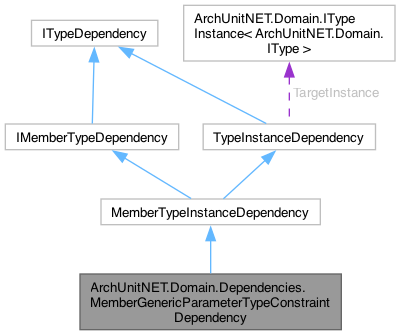 ITypeDependency
ArchUnitNET.Domain.IType
Instance< ArchUnitNET.Domain.
IType >
TargetInstance
IMemberTypeDependency
TypeInstanceDependency
MemberTypeInstanceDependency
ArchUnitNET.Domain.Dependencies.
MemberGenericParameterTypeConstraint
Dependency